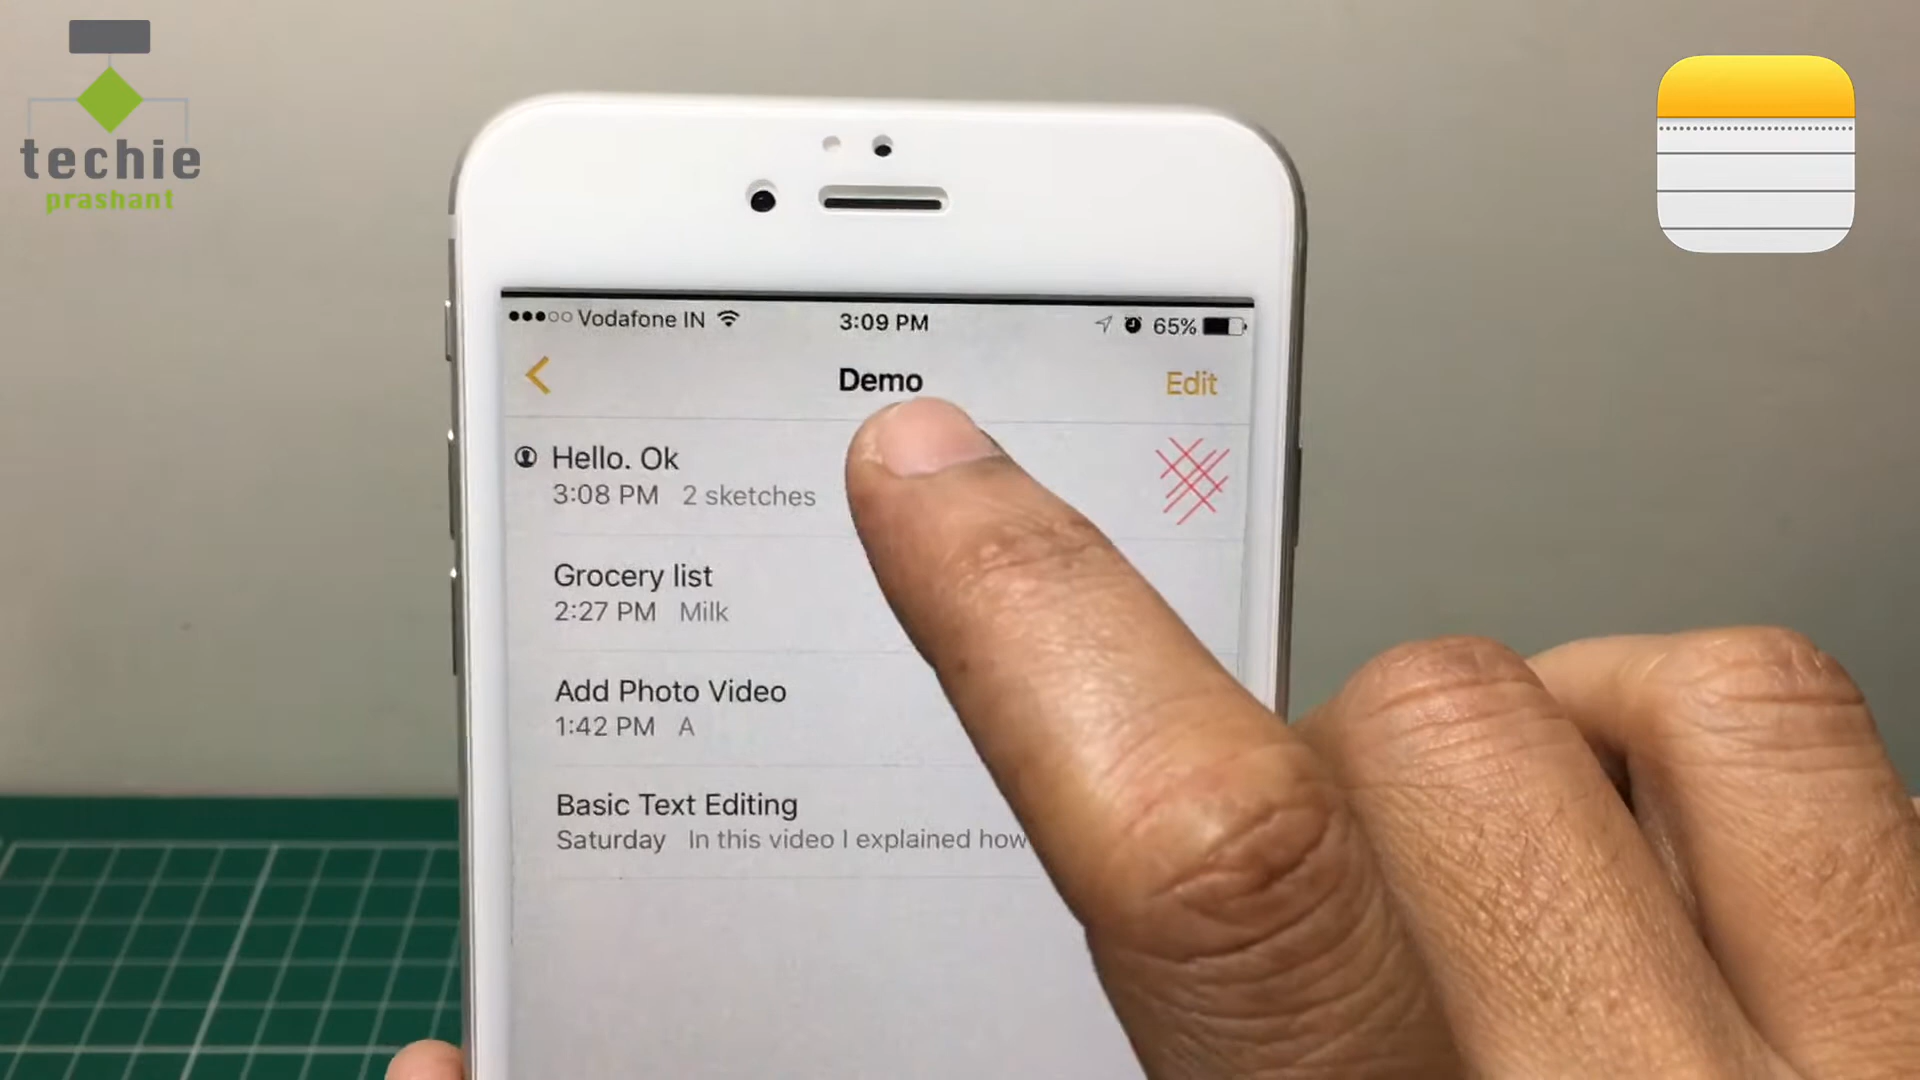 techie
prashant
Vodafone IN 3:09 PM 65%
Demo Edit
Hello. Ok
3:08 PM 2 sketches
Grocery list
2:27 PM Milk
Add Photo Video
1:42 PM A
Basic Text Editing
Saturday In this video I explained how